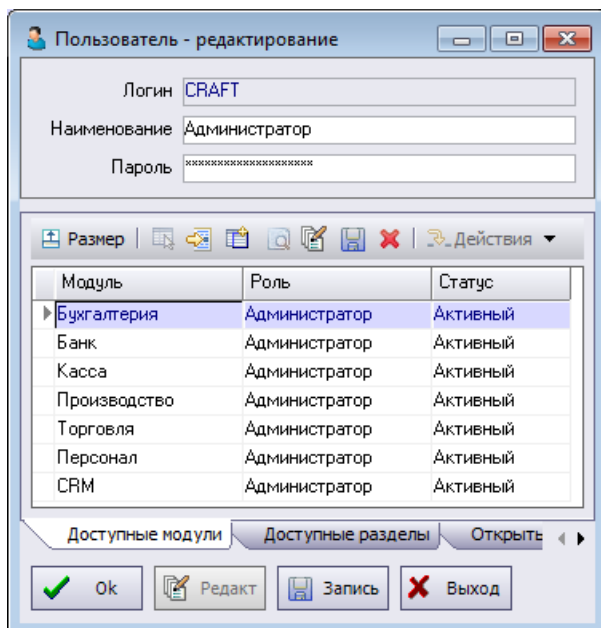 Пользователь - редактирование
Логин CRAFT
Наименование Администратор
Пароль ********************
Размер Действия
Модуль Роль Статус
Бухгалтерия Администратор Активный
Банк Администратор Активный
Касса Администратор Активный
Производство Администратор Активный
Торговля Администратор Активный
Персонал Администратор Активный
CRM Администратор Активный
Доступные модули Доступные разделы Открыть
Ok Редакт Запись Выход